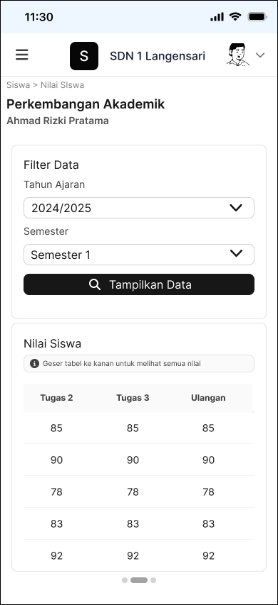 11:30
S SDN 1 Langensari
Siswa > Nilai SIswa
Perkembangan Akademik
Ahmad Rizki Pratama
Filter Data
Tahun Ajaran
2024/2025
Semester
Semester 1
Tampilkan Data
Nilai Siswa
Geser tabel ke kanan untuk melihat semua nilai
Tugas 2 Tugas 3 Ulangan
85 85 85
90 90 90
78 78 78
83 83 83
92 92 92